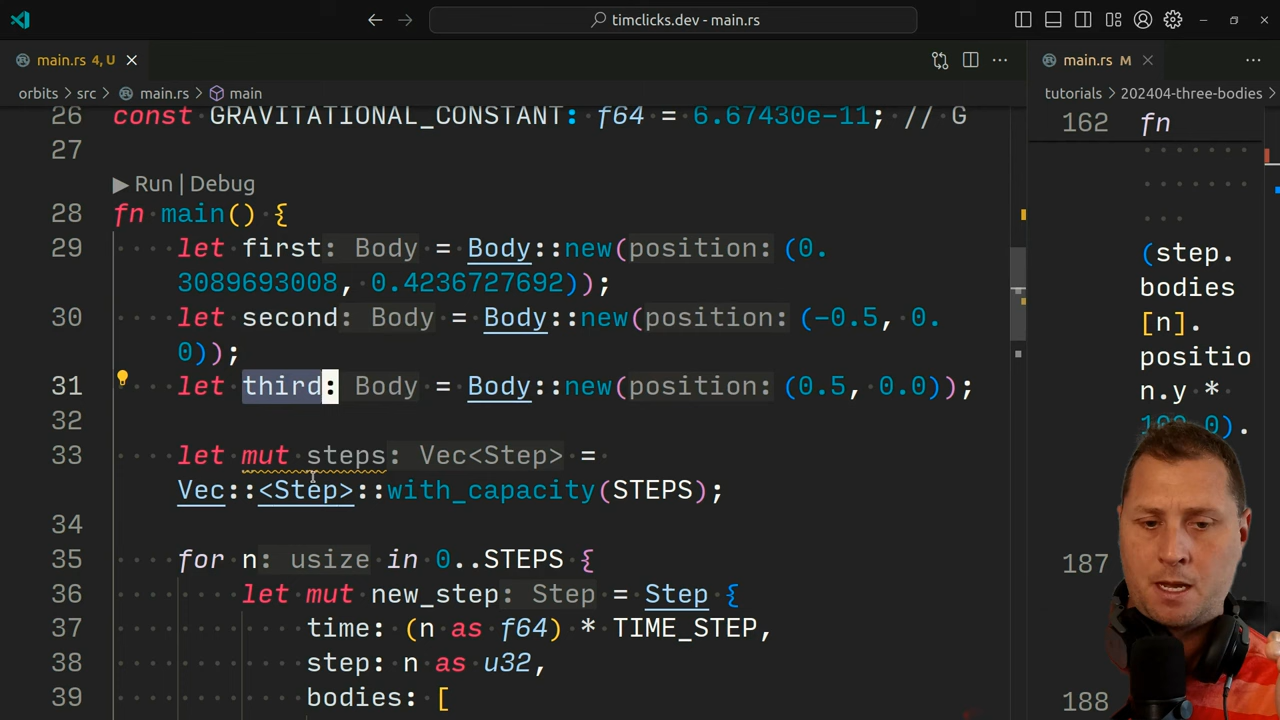 timclicks.dev - main.rs
main.rs 4, U
main.rs M
orbits > src > main.rs > main
tutorials > 202404-three-bodies >
26 const GRAVITATIONAL_CONSTANT: f64 = 6.67430e-11; // G
27
Run | Debug
28 fn main() {
29 let first: Body = Body::new(position: (0.
3089693008, 0.4236727692));
30 let second: Body = Body::new(position: (-0.5, 0.
0));
31 let third: Body = Body::new(position: (0.5, 0.0));
32
33 let mut steps: Vec<Step> =
Vec::<Step>::with_capacity(STEPS);
34
35 for n: usize in 0..STEPS {
36 let mut new_step: Step = Step {
37 time: (n as f64) * TIME_STEP,
38 step: n as u32,
39 bodies: [
162 fn
(step.
bodies
[n].
positio
n.y *
100.0).
187
188